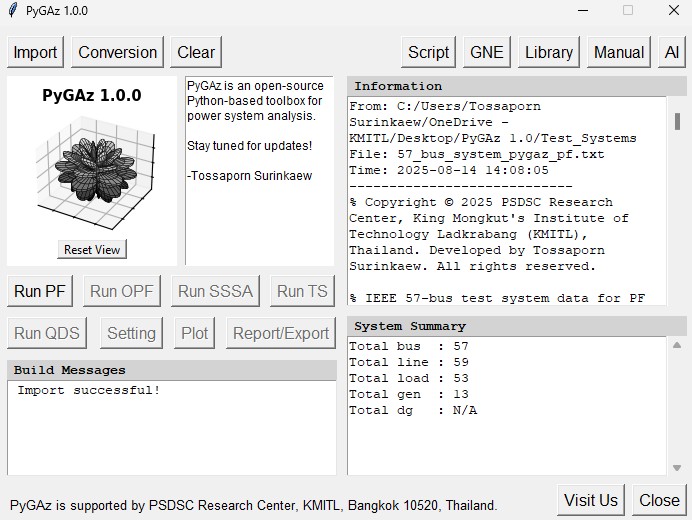 PyGAz 1.0.0
Import Conversion Clear Script GNE Library Manual AI
PyGAz 1.0.0
Reset View
PyGAz is an open-source
Python-based toolbox for
power system analysis.
Stay tuned for updates!
-Tossaporn Surinkaew
Information
From: C:/Users/Tossaporn
Surinkaew/OneDrive -
KMITL/Desktop/PyGAz 1.0/Test_Systems
File: 57_bus_system_pygaz_pf.txt
Time: 2025-08-14 14:08:05
----------------------------
% Copyright © 2025 PSDSC Research
Center, King Mongkut's Institute of
Technology Ladkrabang (KMITL),
Thailand. Developed by Tossaporn
Surinkaew. All rights reserved.
% IEEE 57-bus test system data for PF
Run PF Run OPF Run SSSA Run TS
Run QDS Setting Plot Report/Export
Build Messages
Import successful!
System Summary
Total bus : 57
Total line : 59
Total load : 53
Total gen : 13
Total dg : N/A
PyGAz is supported by PSDSC Research Center, KMITL, Bangkok 10520, Thailand.
Visit Us Close